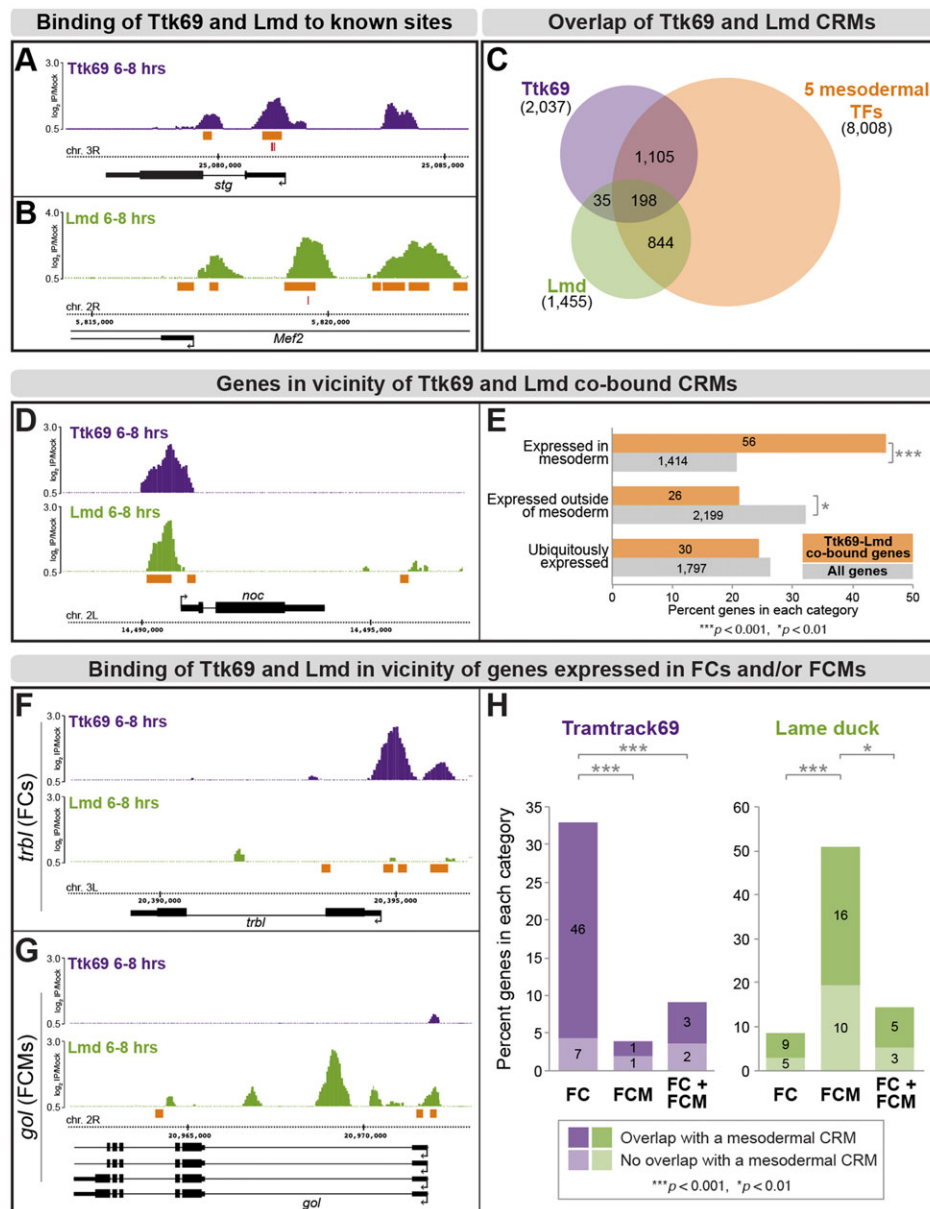 Binding of Ttk69 and Lmd to known sites
A
Ttk69 6-8 hrs
3.0
log2 IP/Mock
0.5
chr. 3R
25,080,000
25,085,000
stg
B
Lmd 6-8 hrs
4.0
log2 IP/Mock
0.5
chr. 2R
5,815,000
5,820,000
Mef2
Overlap of Ttk69 and Lmd CRMs
C
Ttk69
(2,037)
5 mesodermal
TFs
(8,008)
1,105
35
198
844
Lmd
(1,455)
Genes in vicinity of Ttk69 and Lmd co-bound CRMs
D
Ttk69 6-8 hrs
3.0
log2 IP/Mock
0.5
Lmd 6-8 hrs
3.0
log2 IP/Mock
0.5
noc
chr. 2L
14,490,000
14,495,000
E
Expressed in
mesoderm
56
1,414
***
Expressed outside
of mesoderm
26
2,199
*
Ubiquitously
expressed
30
1,797
Ttk69-Lmd
co-bound genes
All genes
0 10 20 30 40 50
Percent genes in each category
***p < 0.001, *p < 0.01
Binding of Ttk69 and Lmd in vicinity of genes expressed in FCs and/or FCMs
F
trbl (FCs)
Ttk69 6-8 hrs
3.0
log2 IP/Mock
0.5
Lmd 6-8 hrs
3.0
log2 IP/Mock
0.5
chr. 3L
20,390,000
20,395,000
trbl
G
gol (FCMs)
Ttk69 6-8 hrs
3.0
log2 IP/Mock
0.5
Lmd 6-8 hrs
3.0
log2 IP/Mock
0.5
chr. 2R
20,965,000
20,970,000
gol
H
Tramtrack69
***
***
Percent genes in each category
35
30
25
20
15
10
5
0
46
7
1
1
3
2
FC
FCM
FC +
FCM
Lame duck
*
***
60
50
40
30
20
10
0
9
5
16
10
5
3
FC
FCM
FC +
FCM
Overlap with a mesodermal CRM
No overlap with a mesodermal CRM
***p < 0.001, *p < 0.01